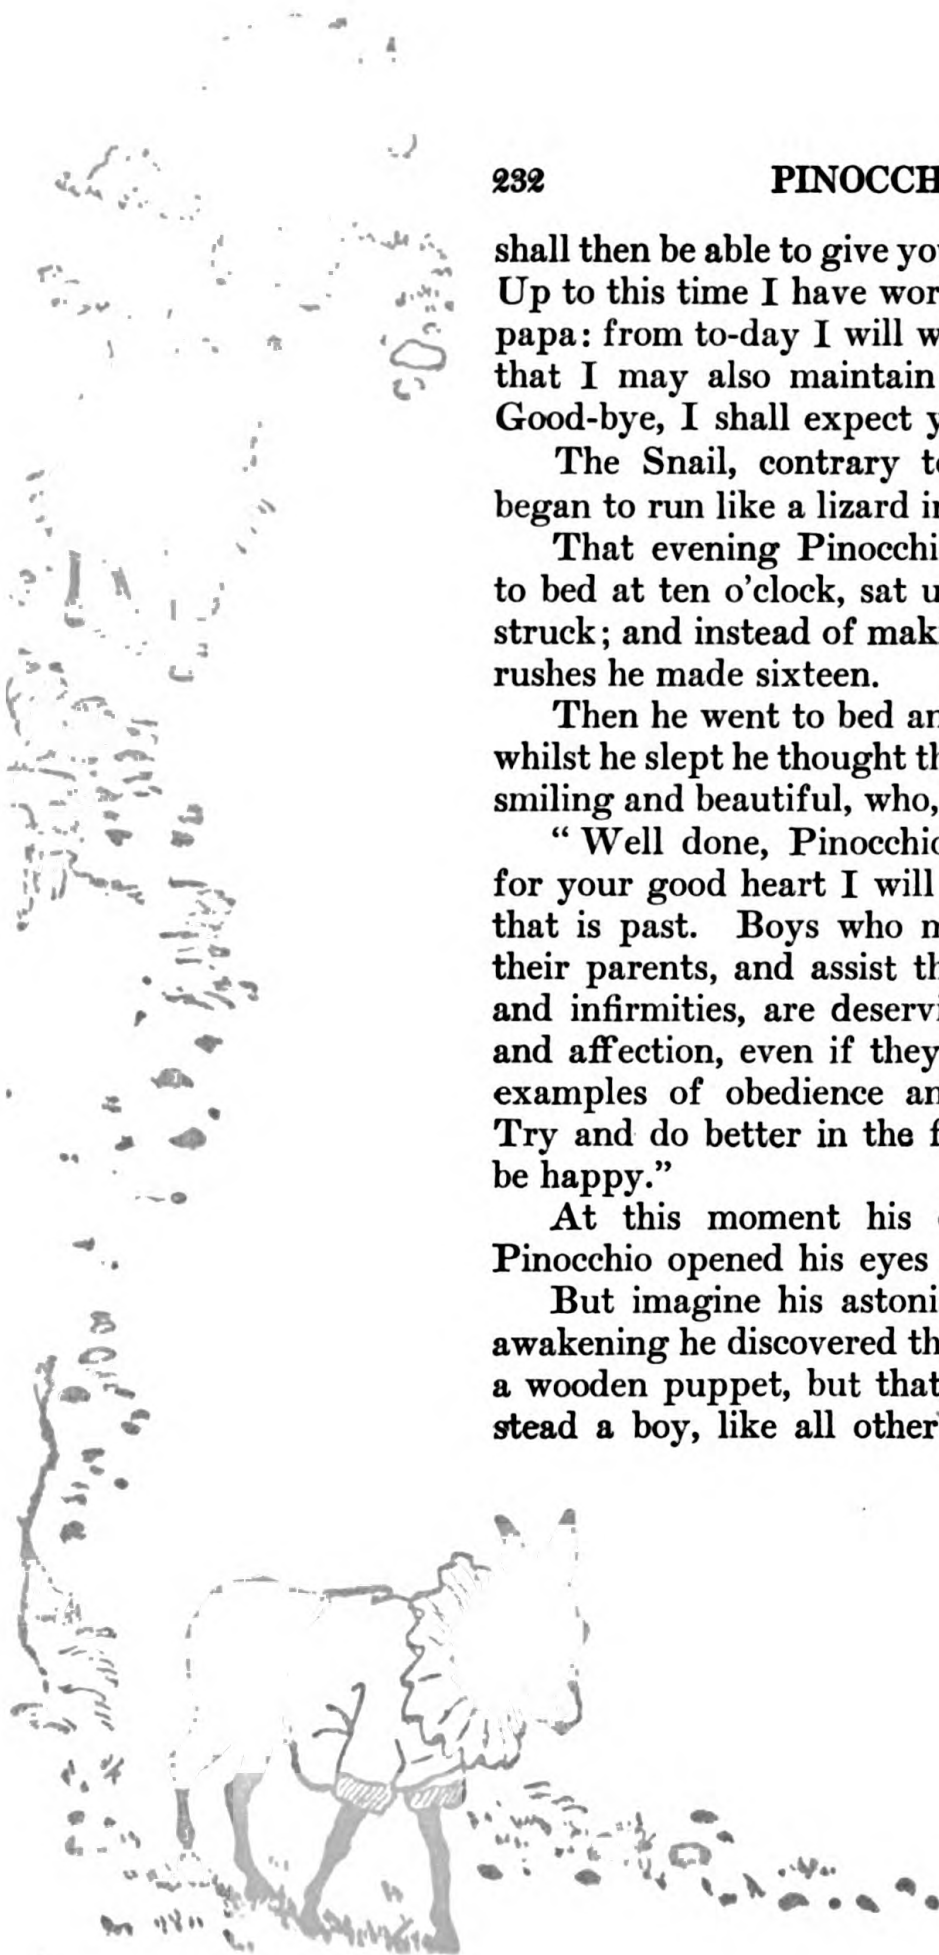 232 PINOCCH
shall then be able to give yo
Up to this time I have wor
papa: from to-day I will w
that I may also maintain
Good-bye, I shall expect y
The Snail, contrary t
began to run like a lizard i
That evening Pinocchi
to bed at ten o'clock, sat u
struck; and instead of mak
rushes he made sixteen.
Then he went to bed an
whilst he slept he thought th
smiling and beautiful, who,
“ Well done, Pinocchio
for your good heart I will
that is past. Boys who m
their parents, and assist th
and infirmities, are deservi
and affection, even if they
examples of obedience an
Try and do better in the f
be happy.”
At this moment his
Pinocchio opened his eyes
But imagine his astoni
awakening he discovered th
a wooden puppet, but that
stead a boy, like all other